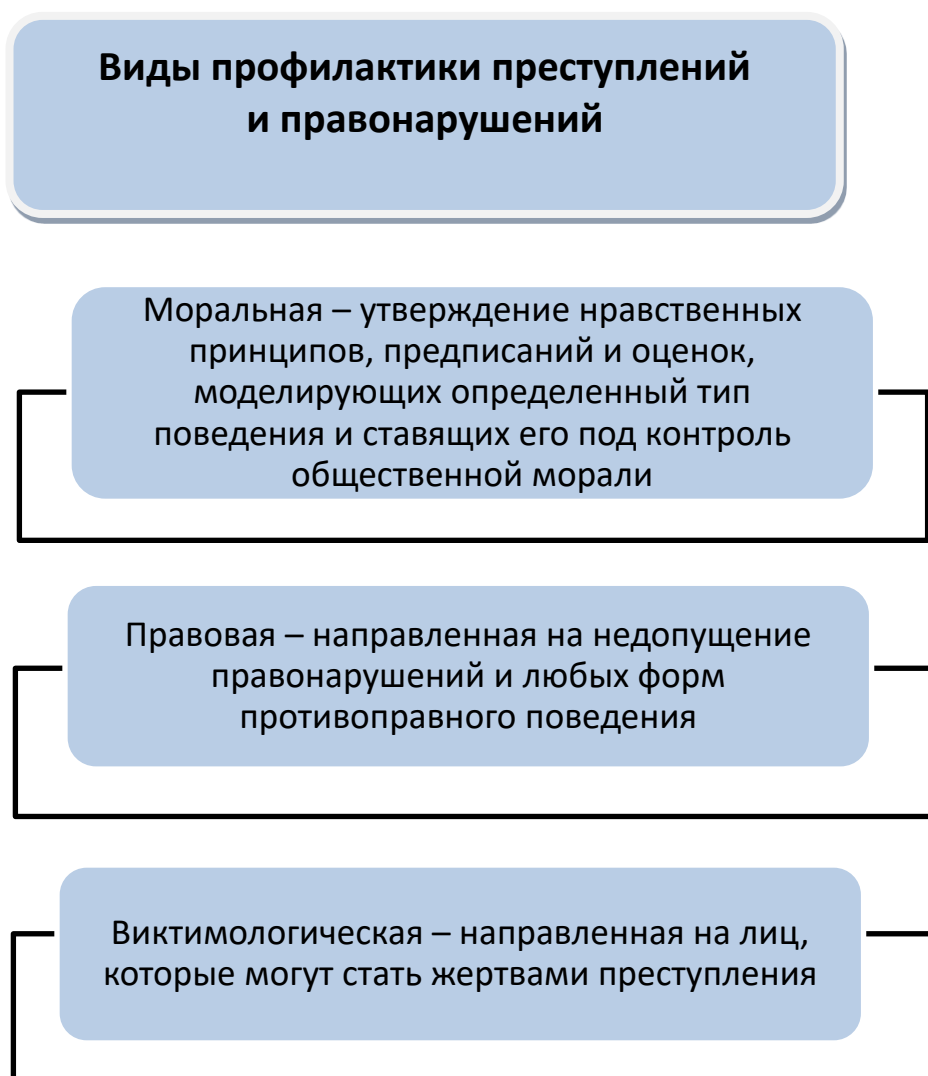 Виды профилактики преступлений
и правонарушений
Моральная – утверждение нравственных
принципов, предписаний и оценок,
моделирующих определенный тип
поведения и ставящих его под контроль
общественной морали
Правовая – направленная на недопущение
правонарушений и любых форм
противоправного поведения
Виктимологическая – направленная на лиц,
которые могут стать жертвами преступления